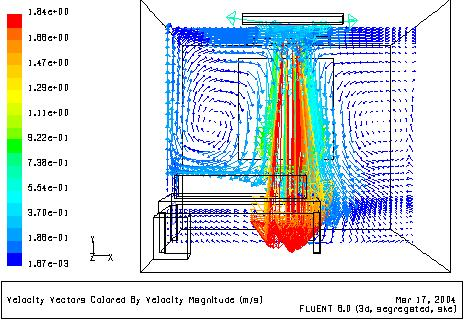 1.84e+00
1.66e+00
1.47e+00
1.29e+00
1.11e+00
9.22e-01
7.38e-01
5.54e-01
3.70e-01
1.86e-01
1.67e-03
Y
Z X
Velocity Vectors Colored By Velocity Magnitude (m/s)
Mar 17, 2004
FLUENT 6.0 (3d, segregated, ske)